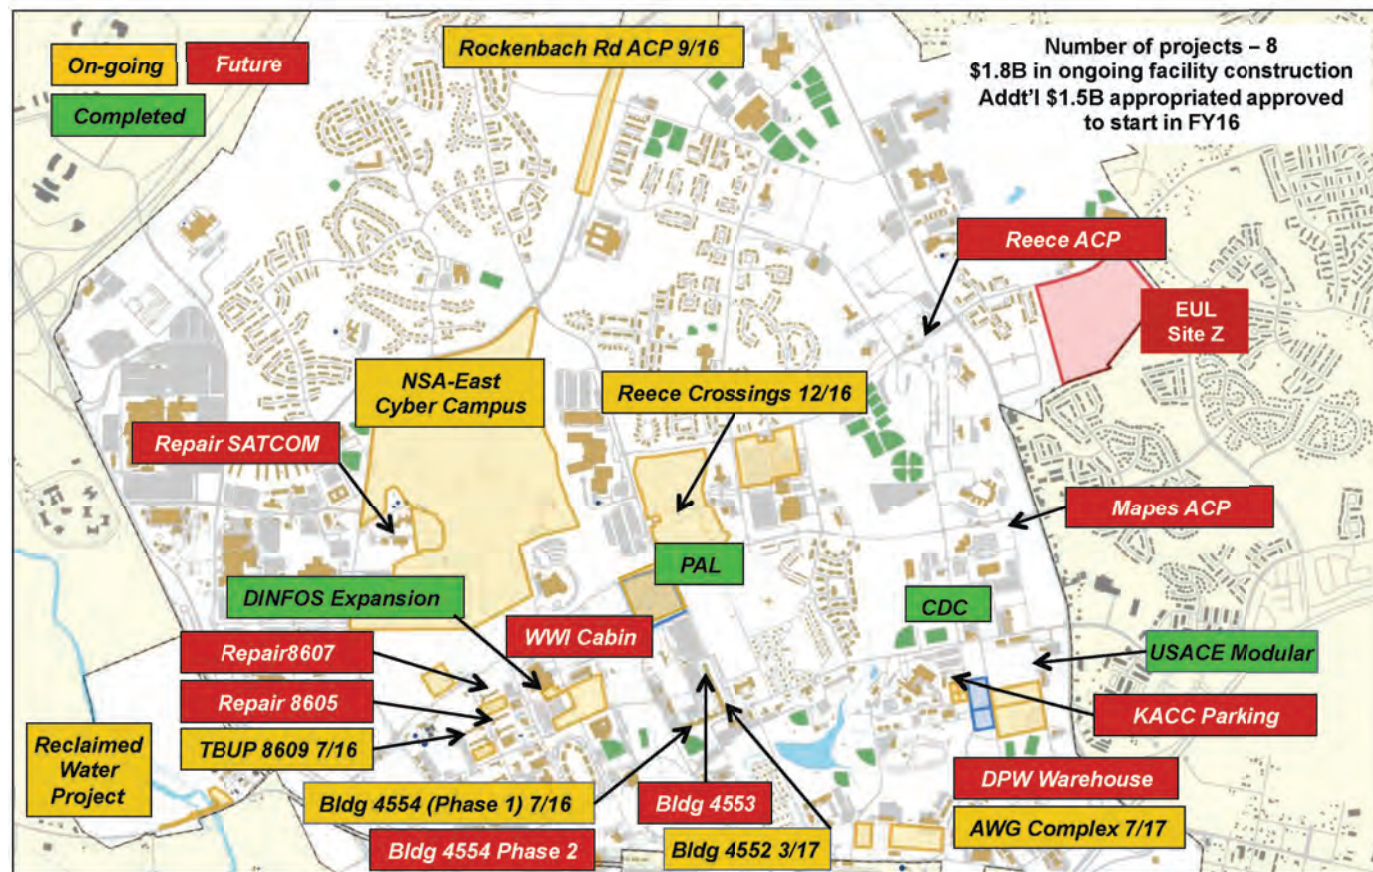 On-going
Future
Completed
Rockenbach Rd ACP 9/16
Number of projects – 8
$1.8B in ongoing facility construction
Addt'l $1.5B appropriated approved
to start in FY16
Reece ACP
EUL
Site Z
NSA-East
Cyber Campus
Reece Crossings 12/16
Repair SATCOM
Mapes ACP
PAL
DINFOS Expansion
CDC
WWI Cabin
Repair8607
USACE Modular
Repair 8605
KACC Parking
TBUP 8609 7/16
Reclaimed
Water
Project
DPW Warehouse
Bldg 4554 (Phase 1) 7/16
Bldg 4553
AWG Complex 7/17
Bldg 4554 Phase 2
Bldg 4552 3/17